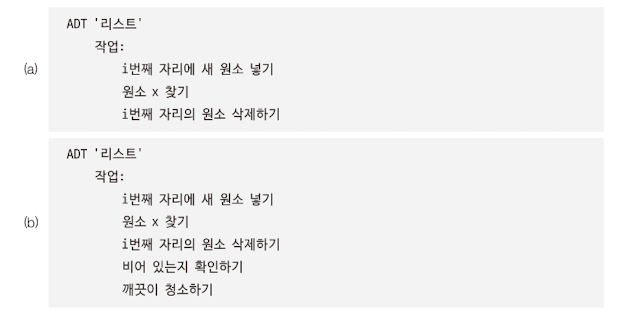 (a)
ADT '리스트'
작업:
i번째 자리에 새 원소 넣기
원소 x 찾기
i번째 자리의 원소 삭제하기
(b)
ADT '리스트'
작업:
i번째 자리에 새 원소 넣기
원소 x 찾기
i번째 자리의 원소 삭제하기
비어 있는지 확인하기
깨끗이 청소하기